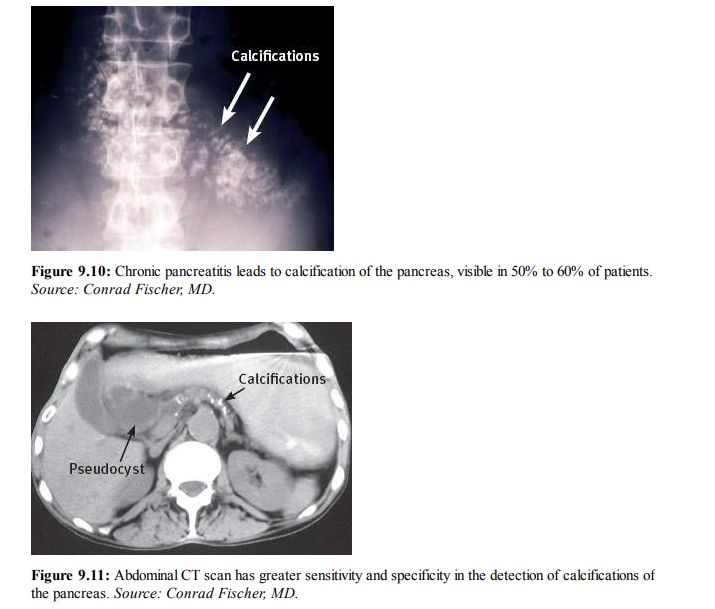 Calcifications
Figure 9.10: Chronic pancreatitis leads to calcification of the pancreas, visible in 50% to 60% of patients.
Source: Conrad Fischer, MD.
Calcifications
Pseudocyst
Figure 9.11: Abdominal CT scan has greater sensitivity and specificity in the detection of calcifications of
the pancreas. Source: Conrad Fischer, MD.